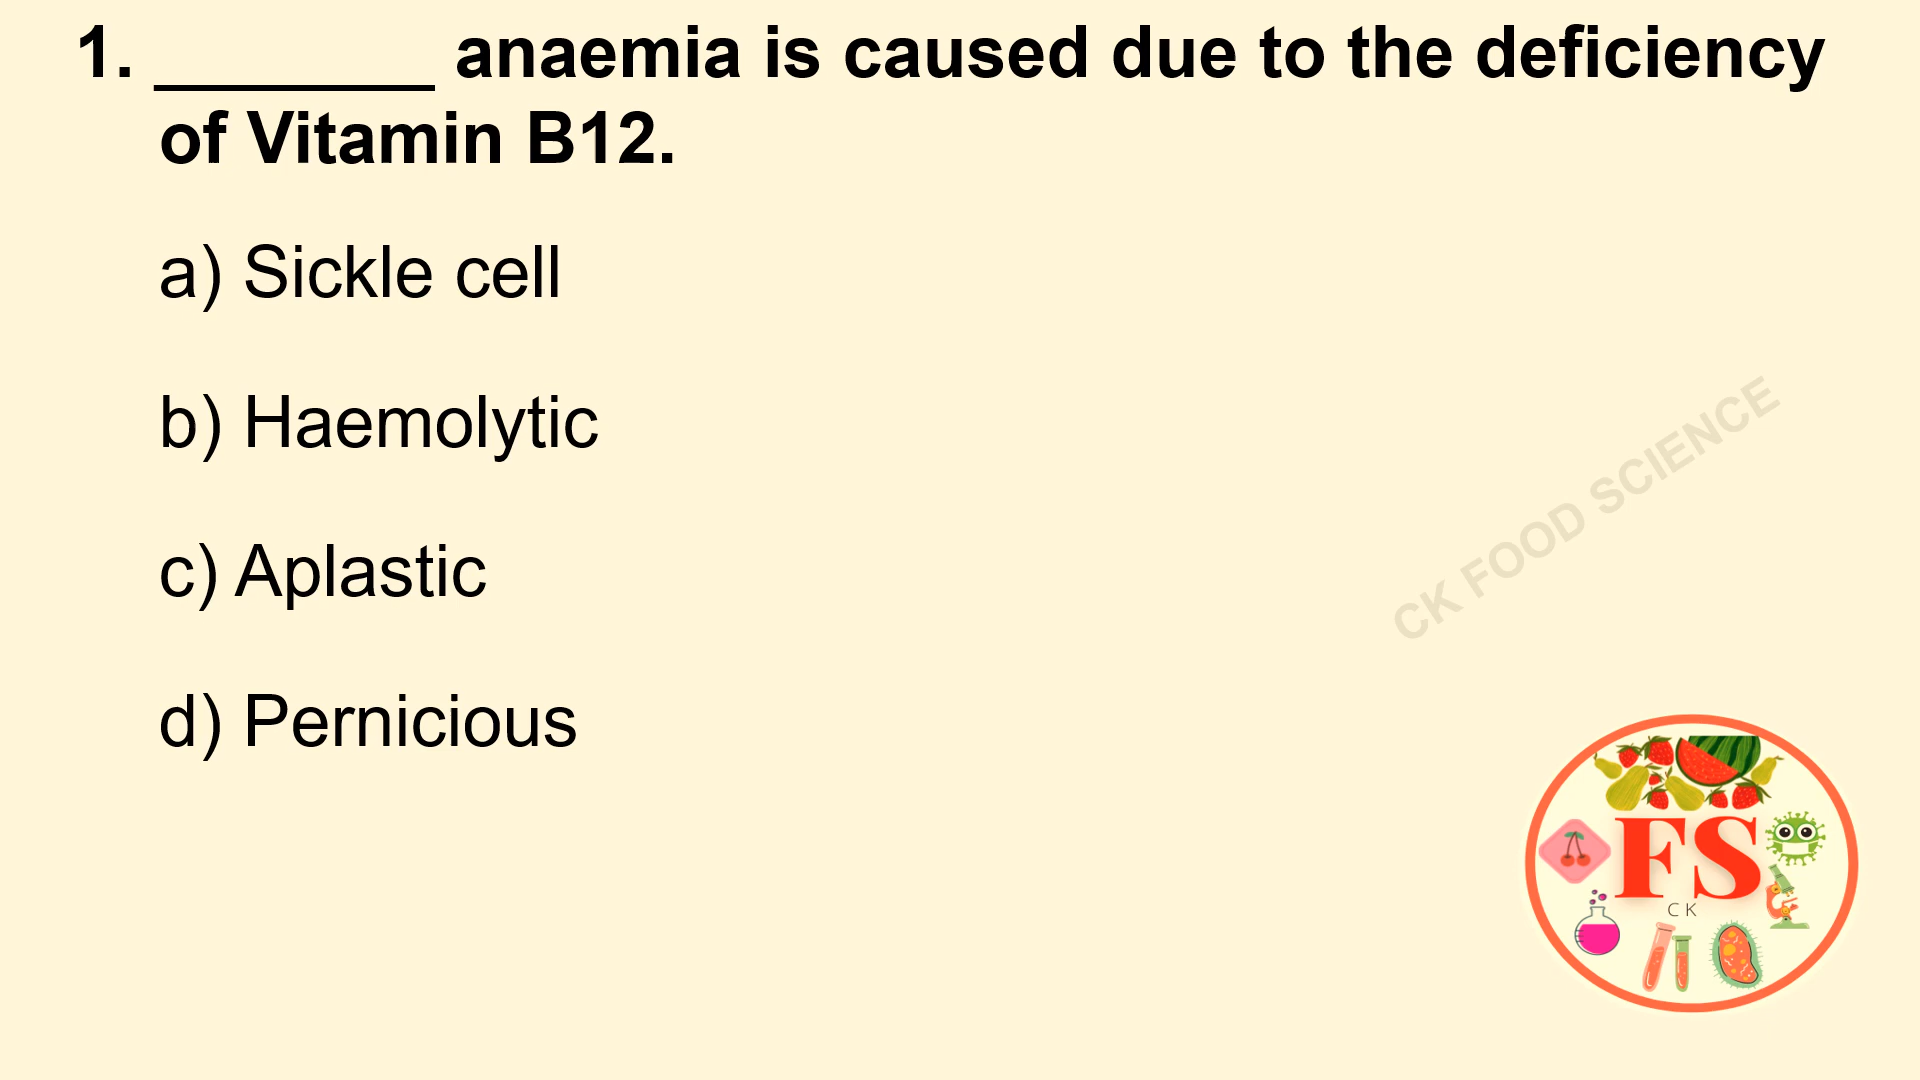 1. _______ anaemia is caused due to the deficiency
of Vitamin B12.
a) Sickle cell
b) Haemolytic
c) Aplastic
d) Pernicious
CK FOOD SCIENCE
FS
CK